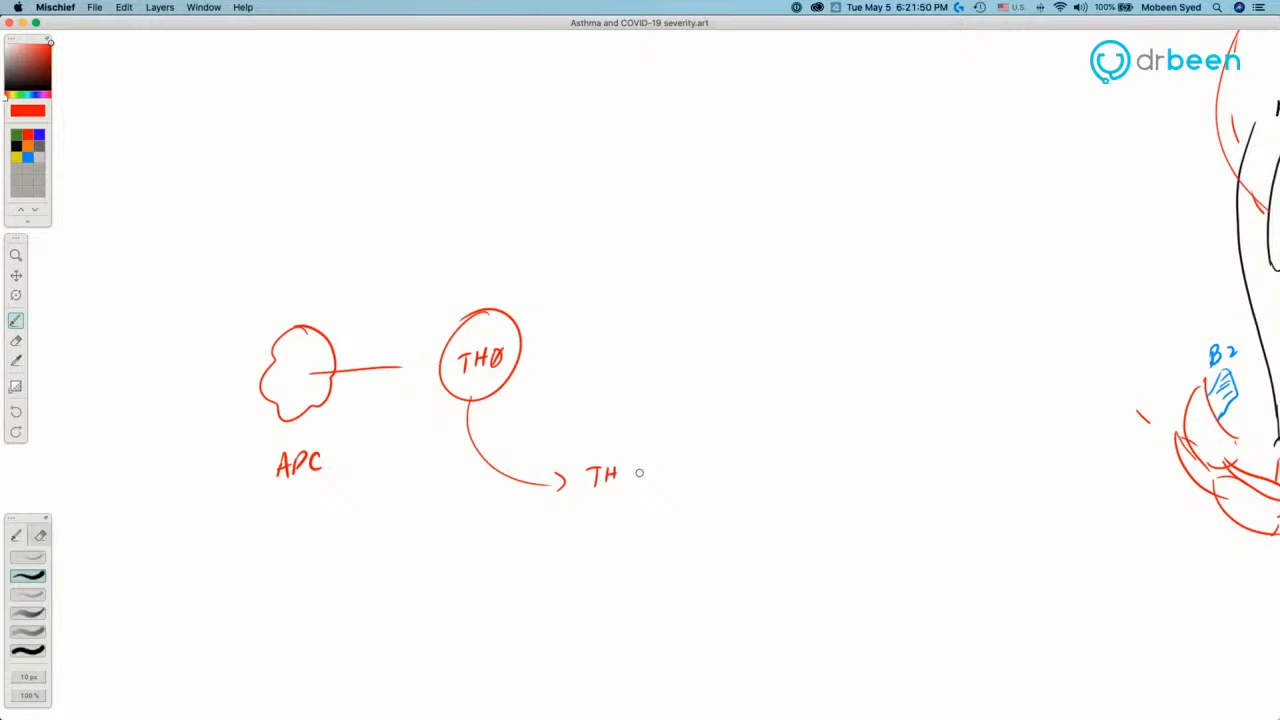 Mischief File Edit Layers Window Help U.S. 100% Tue May 5 6:21:50 PM Mobeen Syed
Asthma and COVID-19 severity.art
drbeen
TH0
B2
APC
TH
10 px
100 %